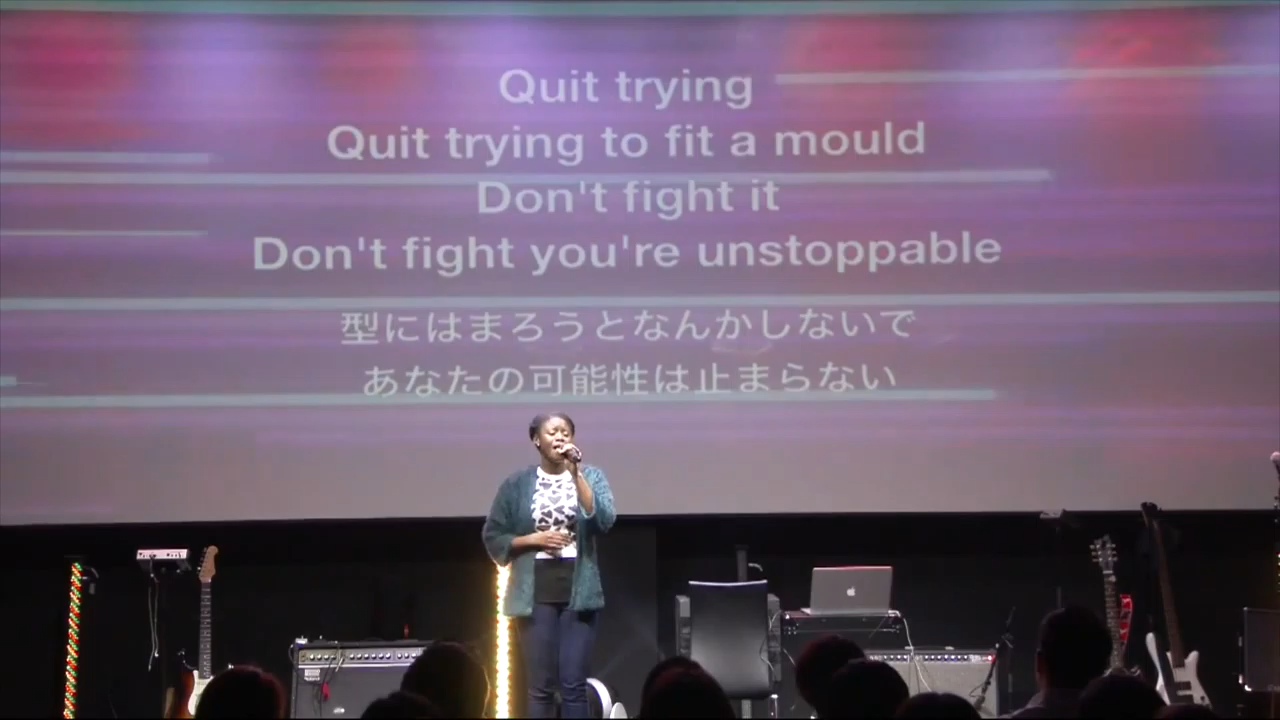 Quit trying
Quit trying to fit a mould
Don't fight it
Don't fight you're unstoppable
型にはまろうとなんかしないで
あなたの可能性は止まらない